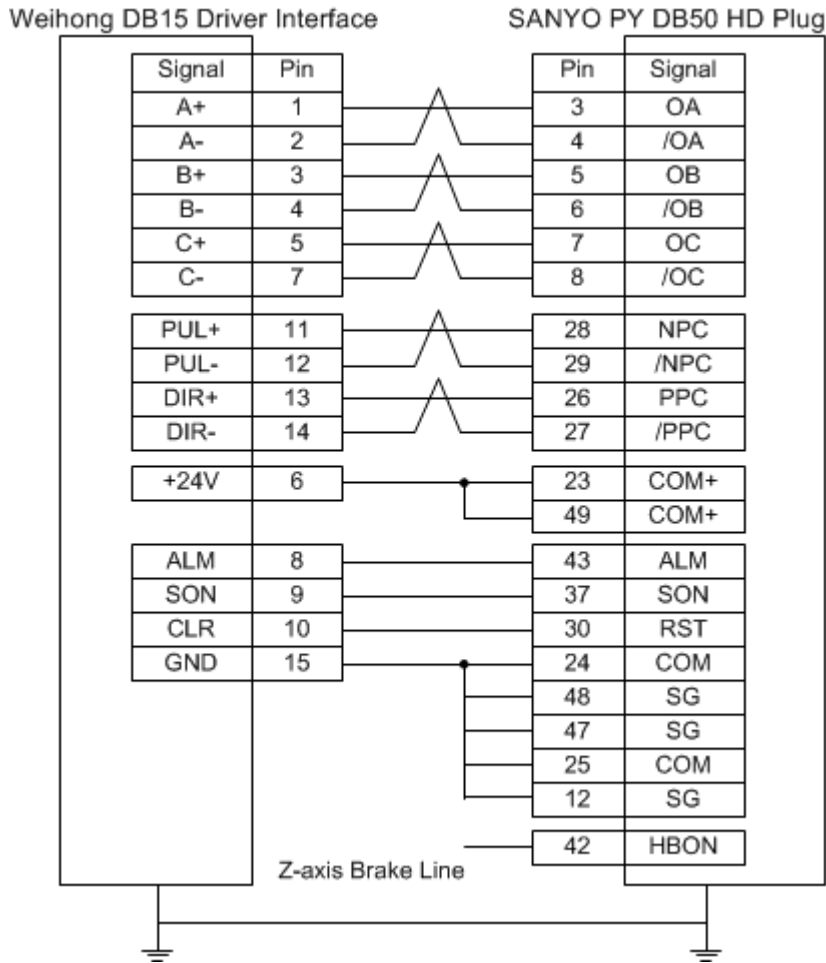 Weihong DB15 Driver Interface SANYO PY DB50 HD Plug
Signal Pin Pin Signal
A+ 1 3 OA
A- 2 4 /OA
B+ 3 5 OB
B- 4 6 /OB
C+ 5 7 OC
C- 7 8 /OC
PUL+ 11 28 NPC
PUL- 12 29 /NPC
DIR+ 13 26 PPC
DIR- 14 27 /PPC
+24V 6 23 COM+
49 COM+
ALM 8 43 ALM
SON 9 37 SON
CLR 10 30 RST
GND 15 24 COM
48 SG
47 SG
25 COM
12 SG
42 HBON
Z-axis Brake Line